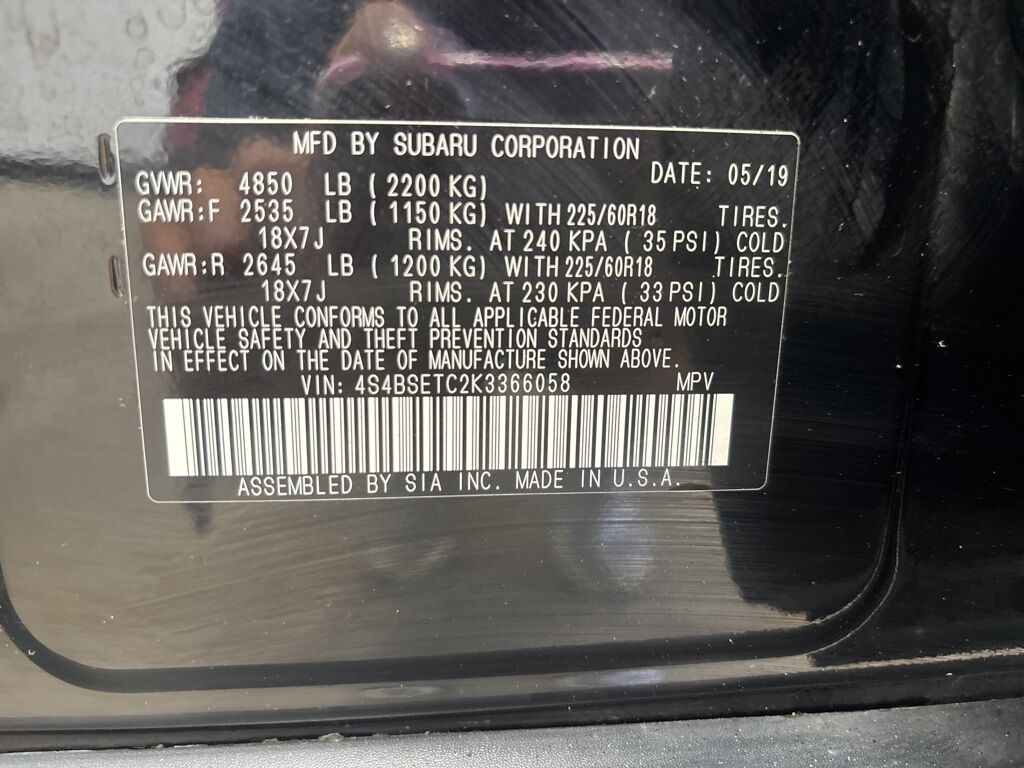 MFD BY SUBARU CORPORATION
DATE: 05/19
GVWR: 4850 LB ( 2200 KG)
GAWR:F 2535 LB ( 1150 KG) WITH 225/60R18 TIRES.
18X7J RIMS. AT 240 KPA ( 35 PSI) COLD
GAWR:R 2645 LB ( 1200 KG) WITH 225/60R18 TIRES.
18X7J RIMS. AT 230 KPA ( 33 PSI) COLD
THIS VEHICLE CONFORMS TO ALL APPLICABLE FEDERAL MOTOR
VEHICLE SAFETY AND THEFT PREVENTION STANDARDS
IN EFFECT ON THE DATE OF MANUFACTURE SHOWN ABOVE.
VIN: 4S4BSETC2K3366058 MPV
ASSEMBLED BY SIA INC. MADE IN U.S.A.